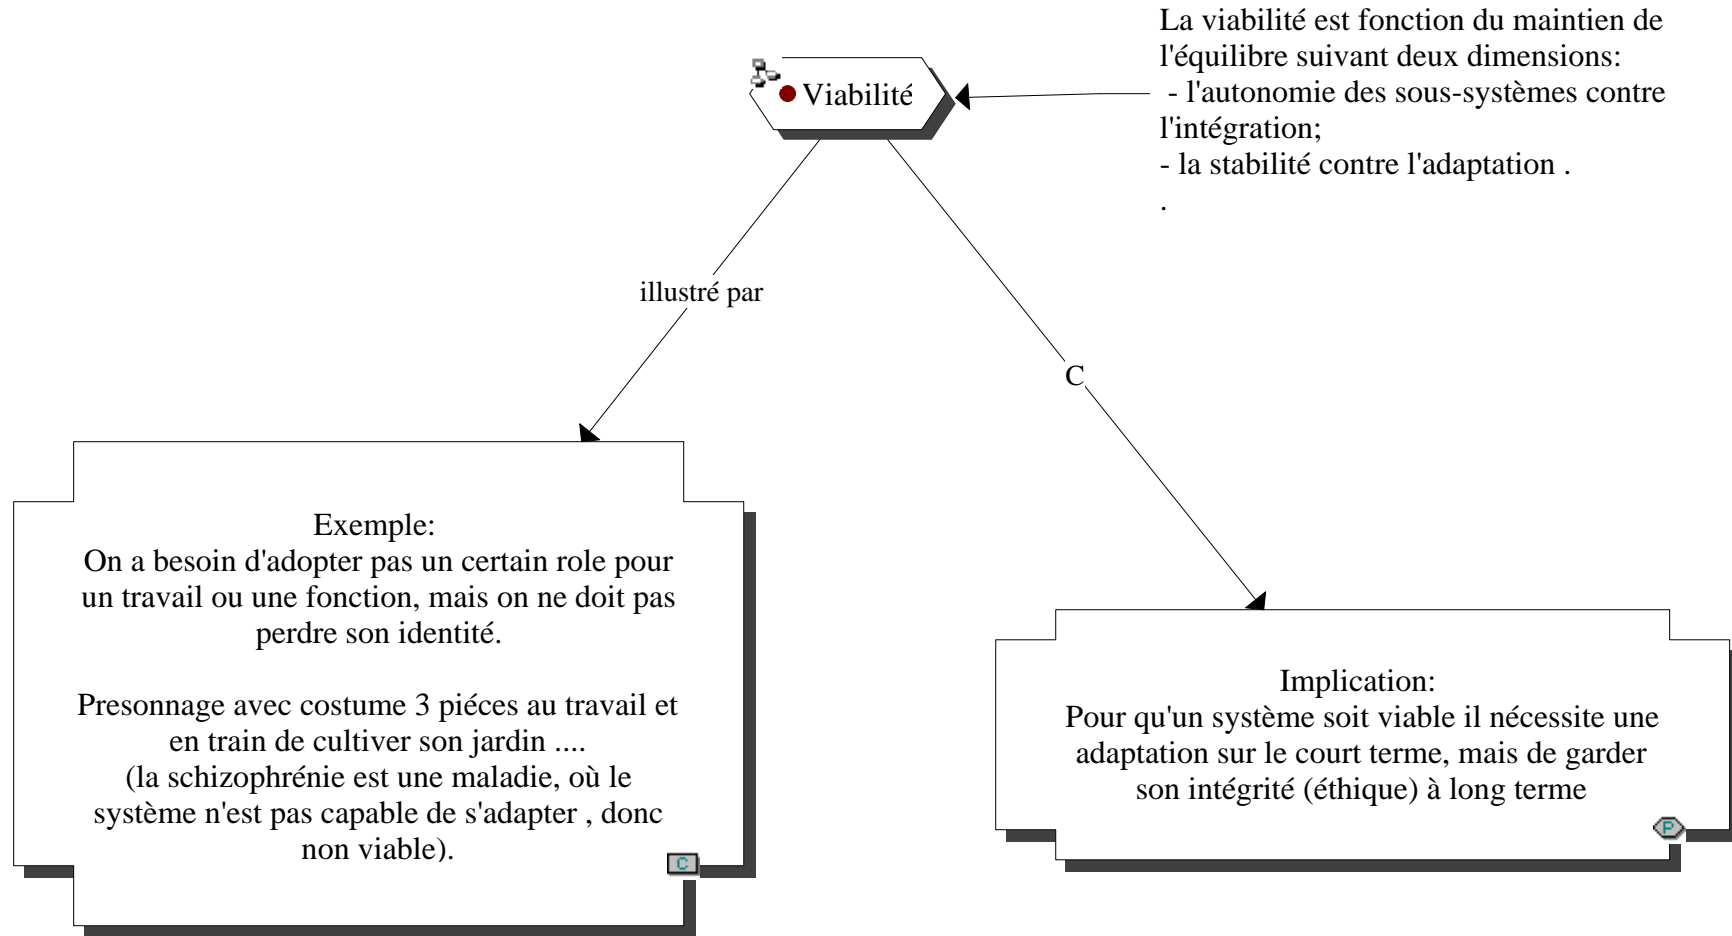 La viabilité est fonction du maintien de
l'équilibre suivant deux dimensions:
- l'autonomie des sous-systèmes contre
l'intégration;
- la stabilité contre l'adaptation .
.
Viabilité
illustré par
C
Exemple:
On a besoin d'adopter pas un certain role pour
un travail ou une fonction, mais on ne doit pas
perdre son identité.
Presonnage avec costume 3 piéces au travail et
en train de cultiver son jardin ....
(la schizophrénie est une maladie, où le
système n'est pas capable de s'adapter , donc
non viable).
C
Implication:
Pour qu'un système soit viable il nécessite une
adaptation sur le court terme, mais de garder
son intégrité (éthique) à long terme
P